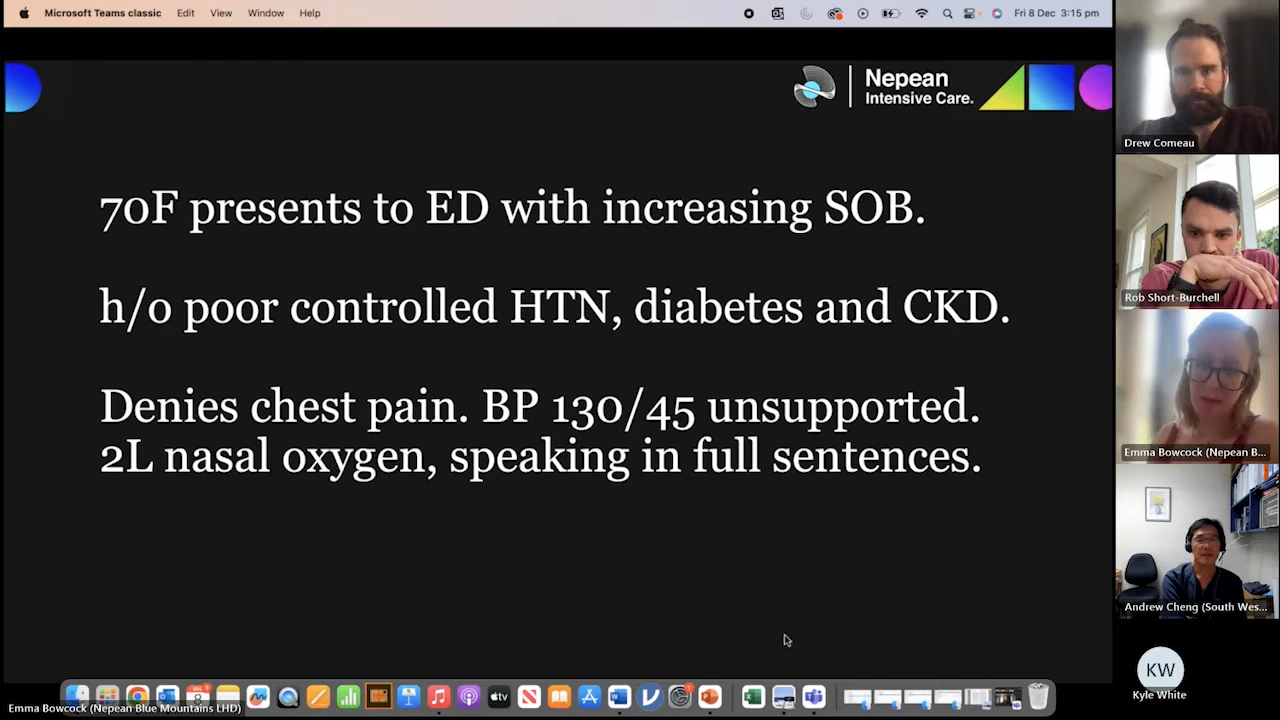 Microsoft Teams classic Edit View Window Help Fri 8 Dec 3:15 pm
Nepean
Intensive Care.
70F presents to ED with increasing SOB.
h/o poor controlled HTN, diabetes and CKD.
Denies chest pain. BP 130/45 unsupported.
2L nasal oxygen, speaking in full sentences.
Drew Comeau
Rob Short-Burchell
Emma Bowcock (Nepean B...
Andrew Cheng (South Wes...
KW
Kyle White
tv
Emma Bowcock (Nepean Blue Mountains LHD)